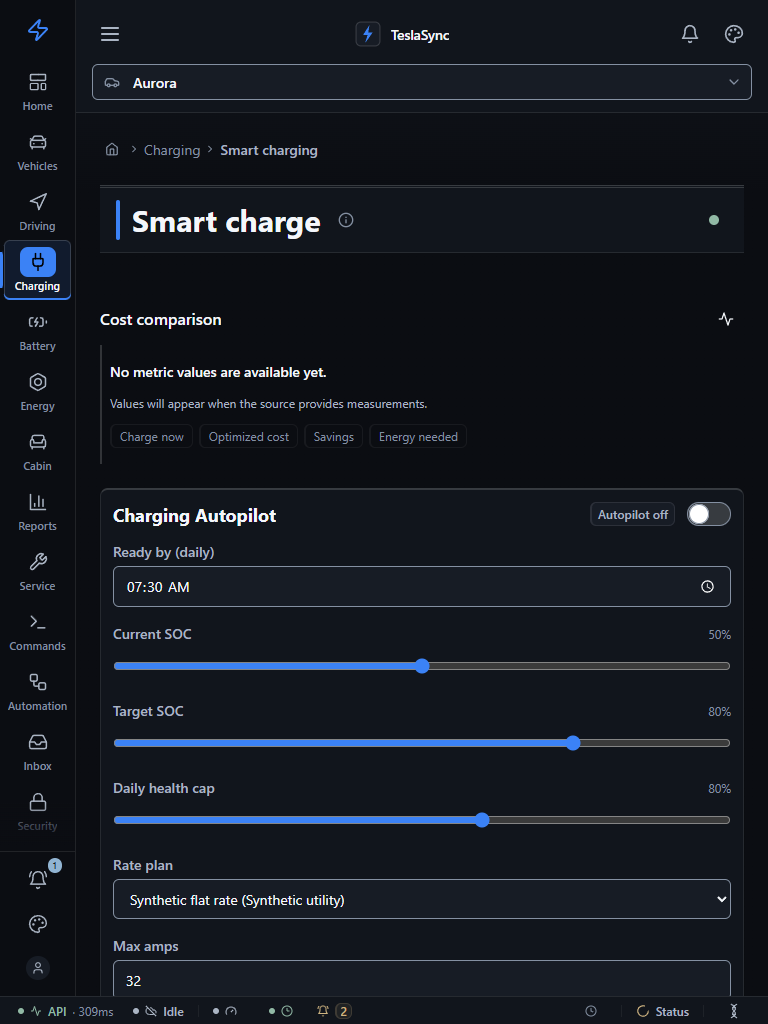 TeslaSync
Aurora
Home
Vehicles
Driving
Charging
Battery
Energy
Cabin
Reports
Service
Commands
Automation
Inbox
Security
1
Charging
Smart charging
Smart charge
Cost comparison
No metric values are available yet.
Values will appear when the source provides measurements.
Charge now Optimized cost Savings Energy needed
Charging Autopilot Autopilot off
Ready by (daily)
07:30 AM
Current SOC 50%
Target SOC 80%
Daily health cap 80%
Rate plan
Synthetic flat rate (Synthetic utility)
Max amps
32
API · 309ms Idle 2 Status